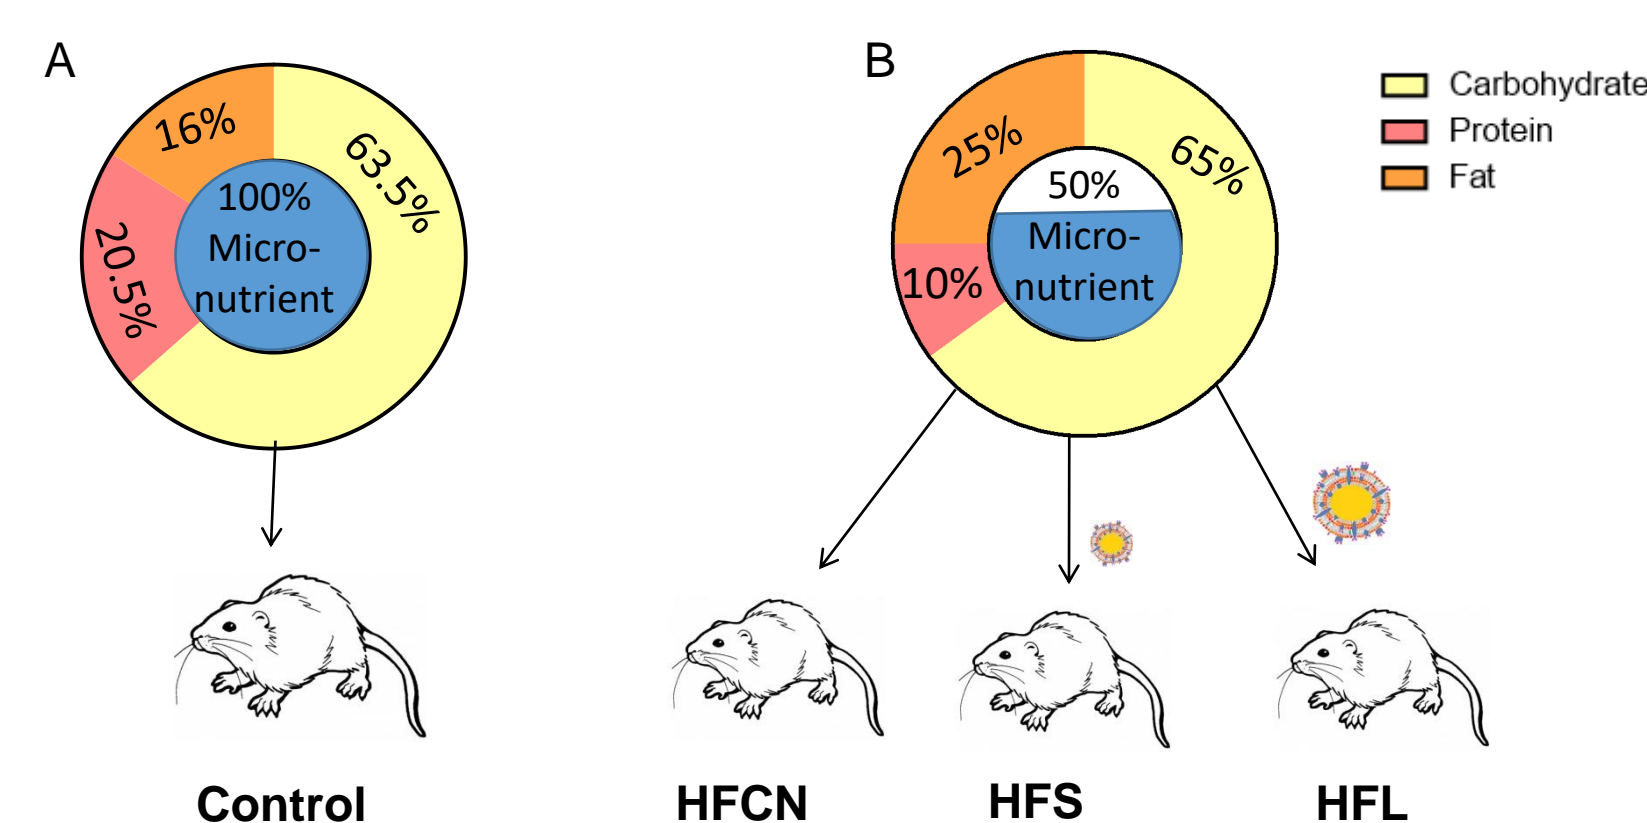 A
16%
63.5%
20.5%
100%
Micro-
nutrient
Control
B
25%
65%
10%
50%
Micro-
nutrient
Carbohydrate
Protein
Fat
HFCN
HFS
HFL